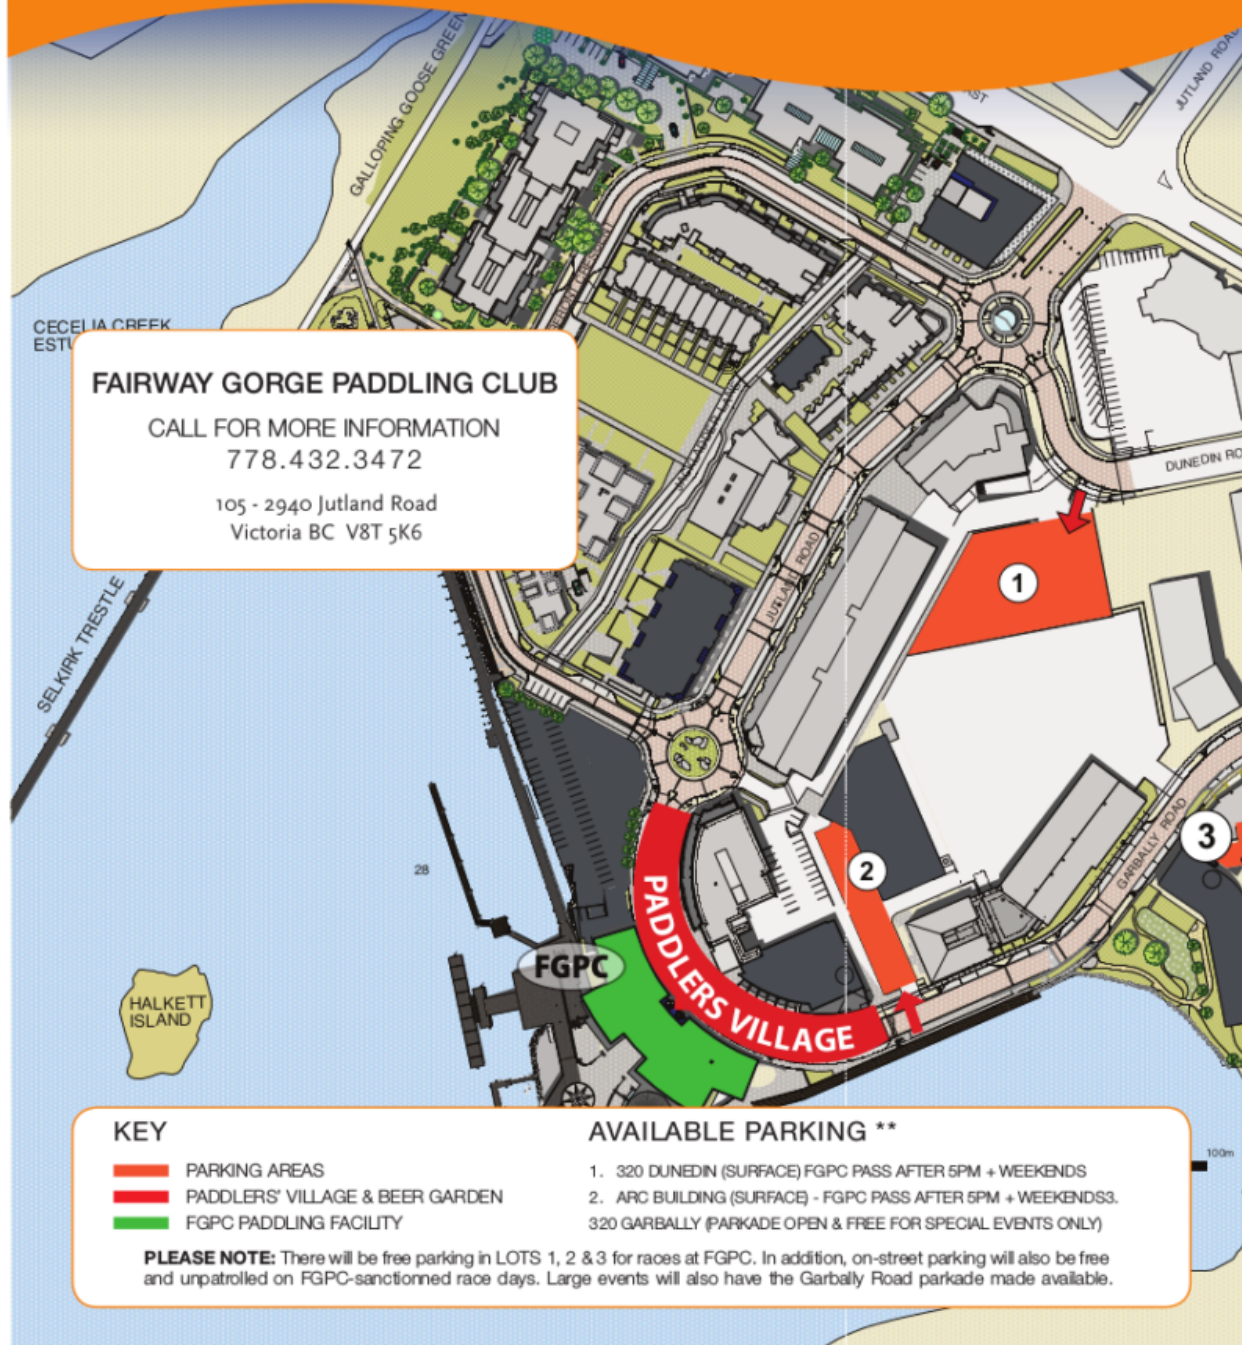 GALLOPING GOOSE GREEN
JUTLAND ROAD
CECELIA CREEK
FAIRWAY GORGE PADDLING CLUB
CALL FOR MORE INFORMATION
778.432.3472
105 - 2940 Jutland Road
Victoria BC V8T 5K6
DUNEDIN RO
1
JUTLAND ROAD
SELKIRK TRESTLE
GARBALLY ROAD
3
2
28
PADDLERS VILLAGE
FGPC
HALKETT
ISLAND
100m
KEY
PARKING AREAS
PADDLERS' VILLAGE & BEER GARDEN
FGPC PADDLING FACILITY
AVAILABLE PARKING **
1. 320 DUNEDIN (SURFACE) FGPC PASS AFTER 5PM + WEEKENDS
2. ARC BUILDING (SURFACE) - FGPC PASS AFTER 5PM + WEEKENDS3.
320 GARBALLY (PARKADE OPEN & FREE FOR SPECIAL EVENTS ONLY)
PLEASE NOTE: There will be free parking in LOTS 1, 2 & 3 for races at FGPC. In addition, on-street parking will also be free
and unpatrolled on FGPC-sanctionned race days. Large events will also have the Garbally Road parkade made available.